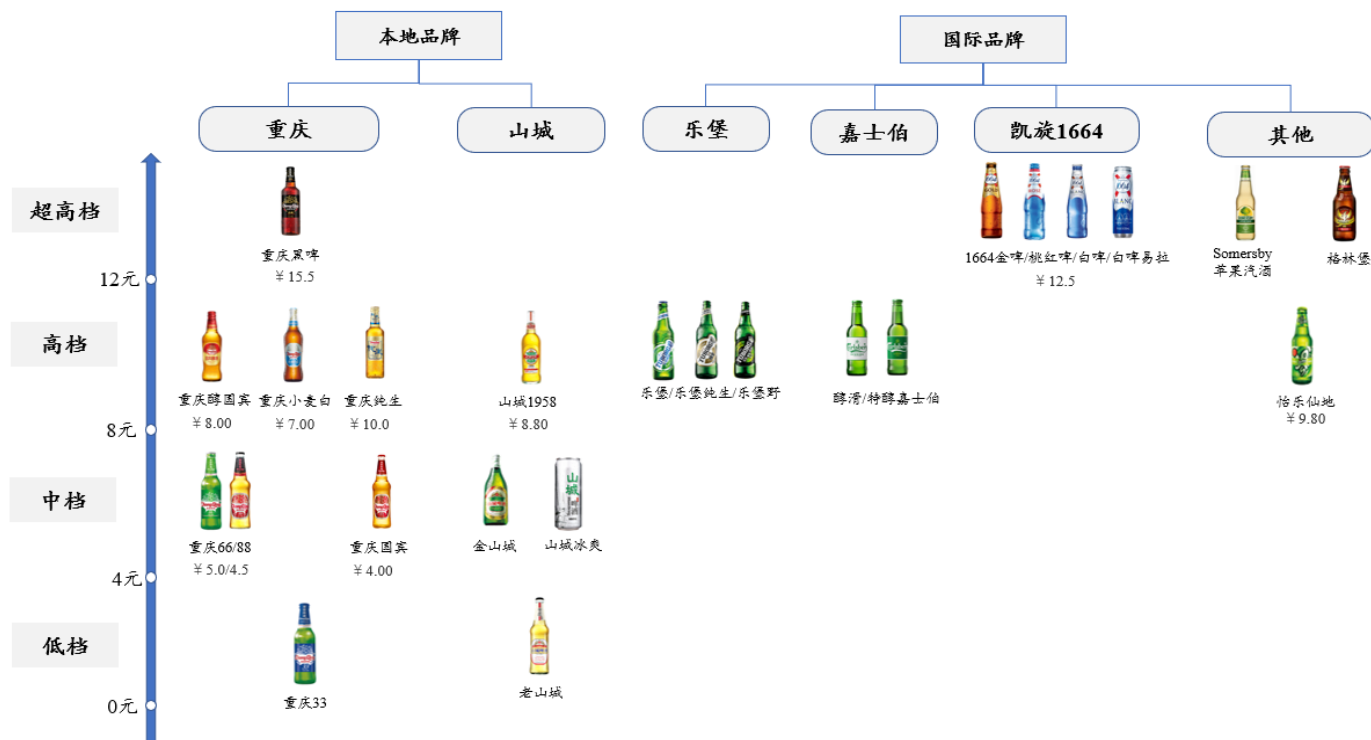 本地品牌
国际品牌
重庆
山城
乐堡
嘉士伯
凯旋1664
其他
超高档
重庆黑啤
¥15.5
1664金啤/桃红啤/白啤/白啤易拉
¥12.5
Somersby
苹果汽酒
格林堡
12元
高档
重庆醇国宾
¥8.00
重庆小麦白
¥7.00
重庆纯生
¥10.0
山城1958
¥8.80
乐堡/乐堡纯生/乐堡野
醇滑/特醇嘉士伯
怡乐仙地
¥9.80
8元
中档
重庆66/88
¥5.0/4.5
重庆国宾
¥4.00
金山城
山城冰爽
4元
低档
重庆33
老山城
0元